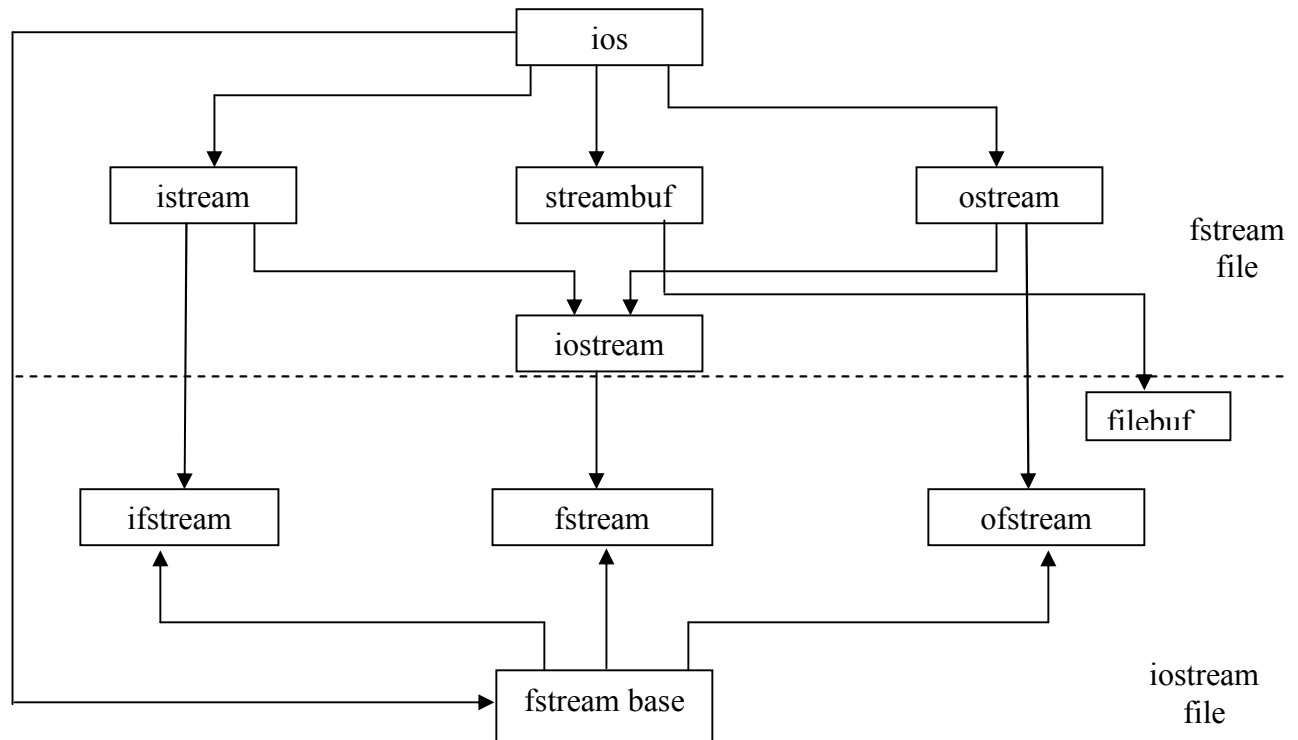 ios
istream
streambuf
ostream
fstream
file
iostream
filebuf
ifstream
fstream
ofstream
fstream base
iostream
file